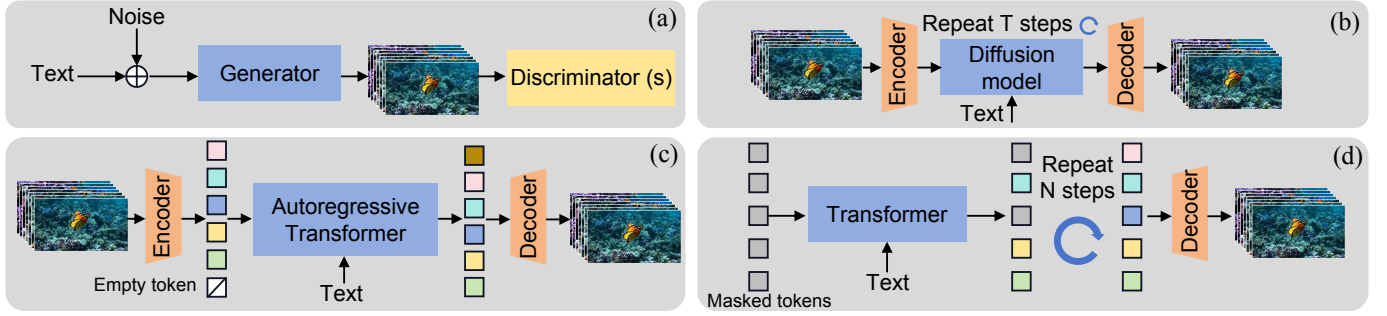 (a)
Noise
Text
Generator
Discriminator (s)
(b)
Repeat T steps
Encoder
Diffusion
model
Decoder
Text
(c)
Encoder
Autoregressive
Transformer
Decoder
Empty token
Text
(d)
Repeat
N steps
Transformer
Decoder
Text
Masked tokens